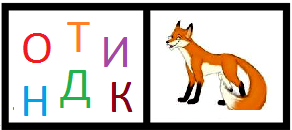 О Т И
Н Д К